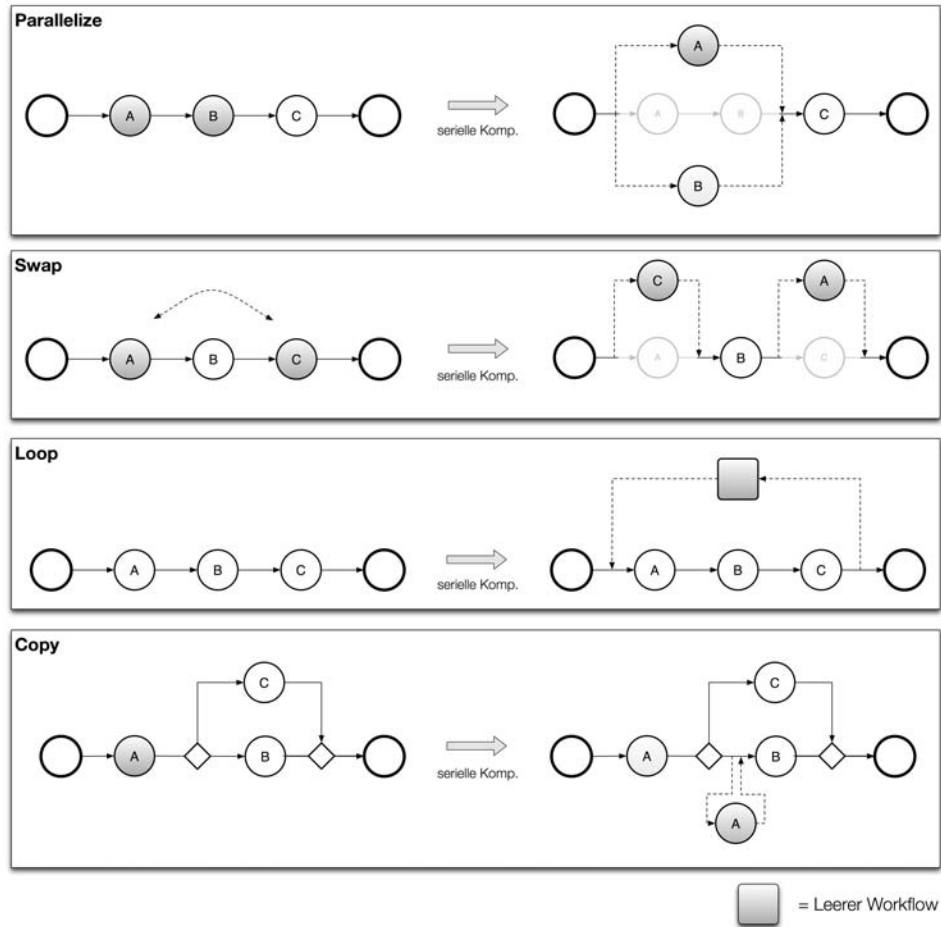 Parallelize
A
A B C A B C
serielle Komp.
B
Swap
C A
A B C A B C
serielle Komp.
Loop
A B C A B C
serielle Komp.
Copy
C C
A B A B
serielle Komp.
A
= Leerer Workflow